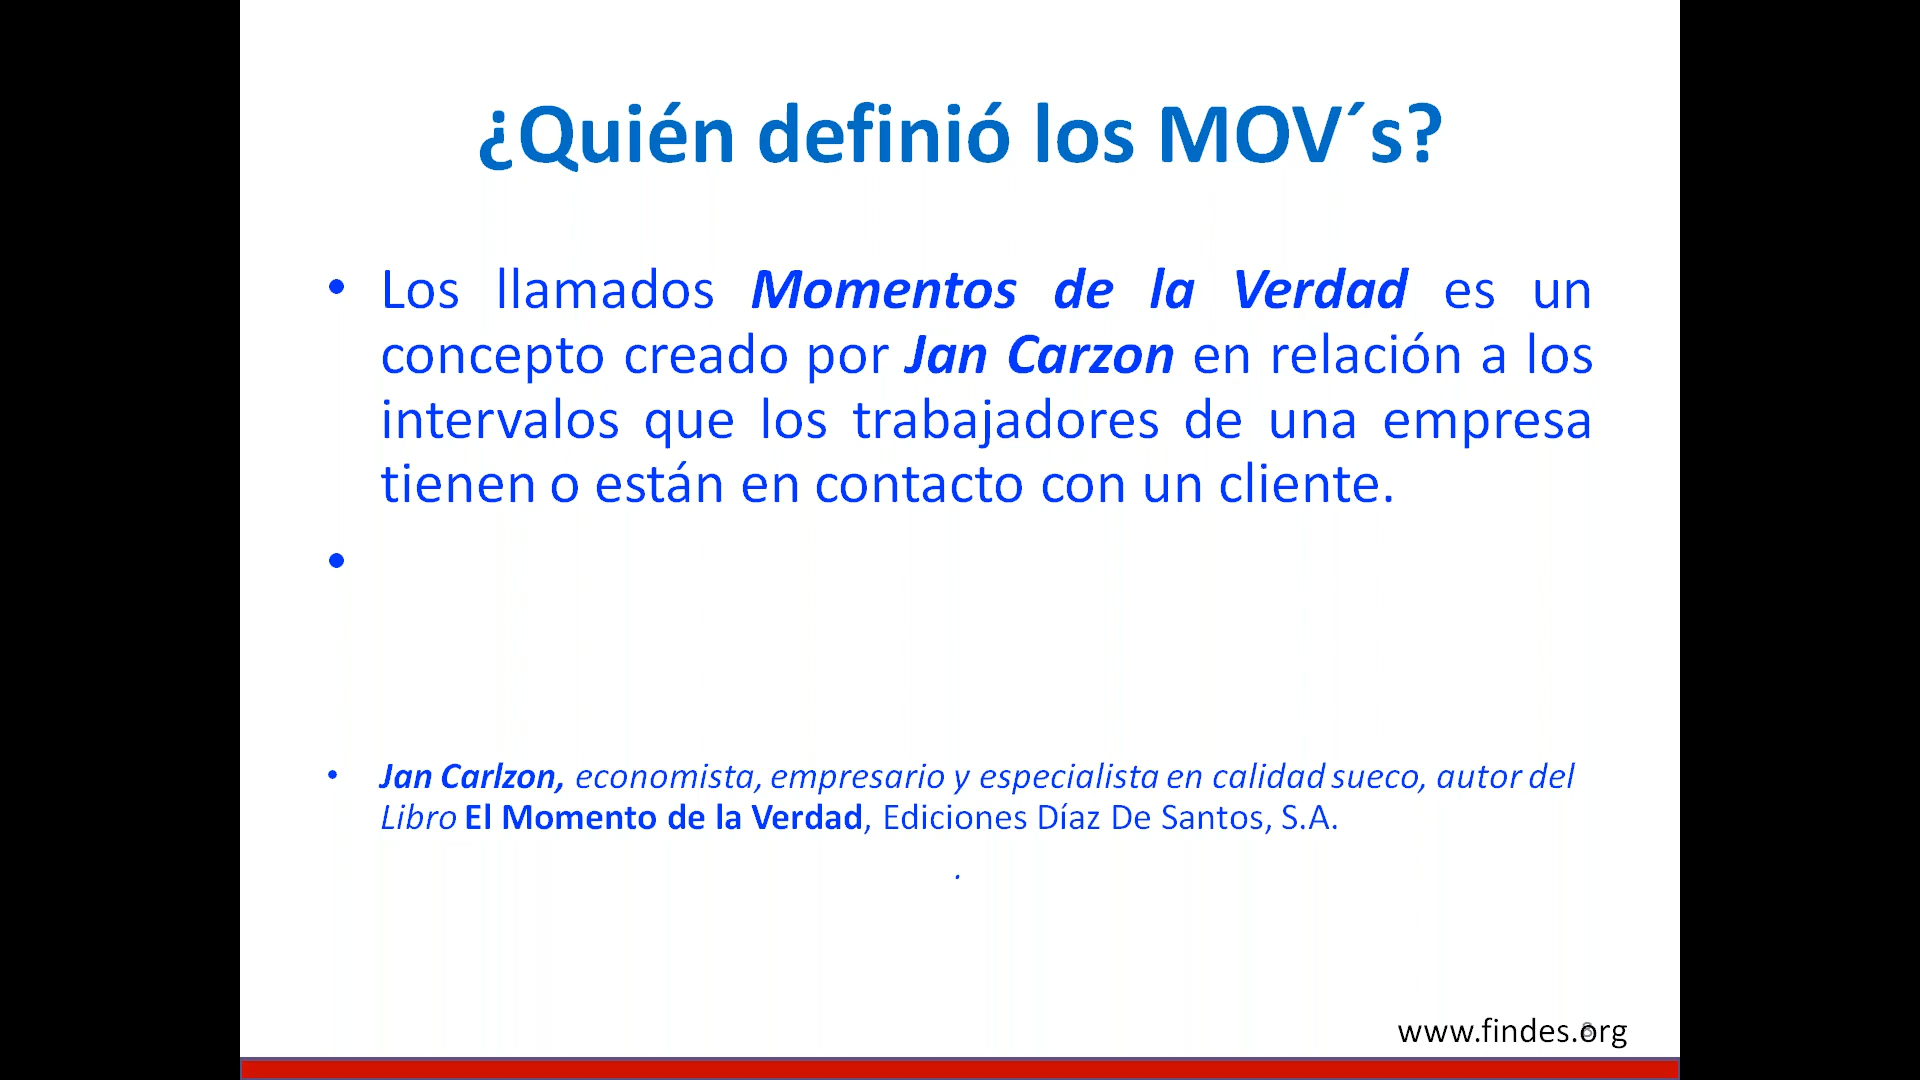 ¿Quién definió los MOV´s?
• Los llamados Momentos de la Verdad es un
concepto creado por Jan Carzon en relación a los
intervalos que los trabajadores de una empresa
tienen o están en contacto con un cliente.
•
• Jan Carlzon, economista, empresario y especialista en calidad sueco, autor del
Libro El Momento de la Verdad, Ediciones Díaz De Santos, S.A.
.
www.findes.org